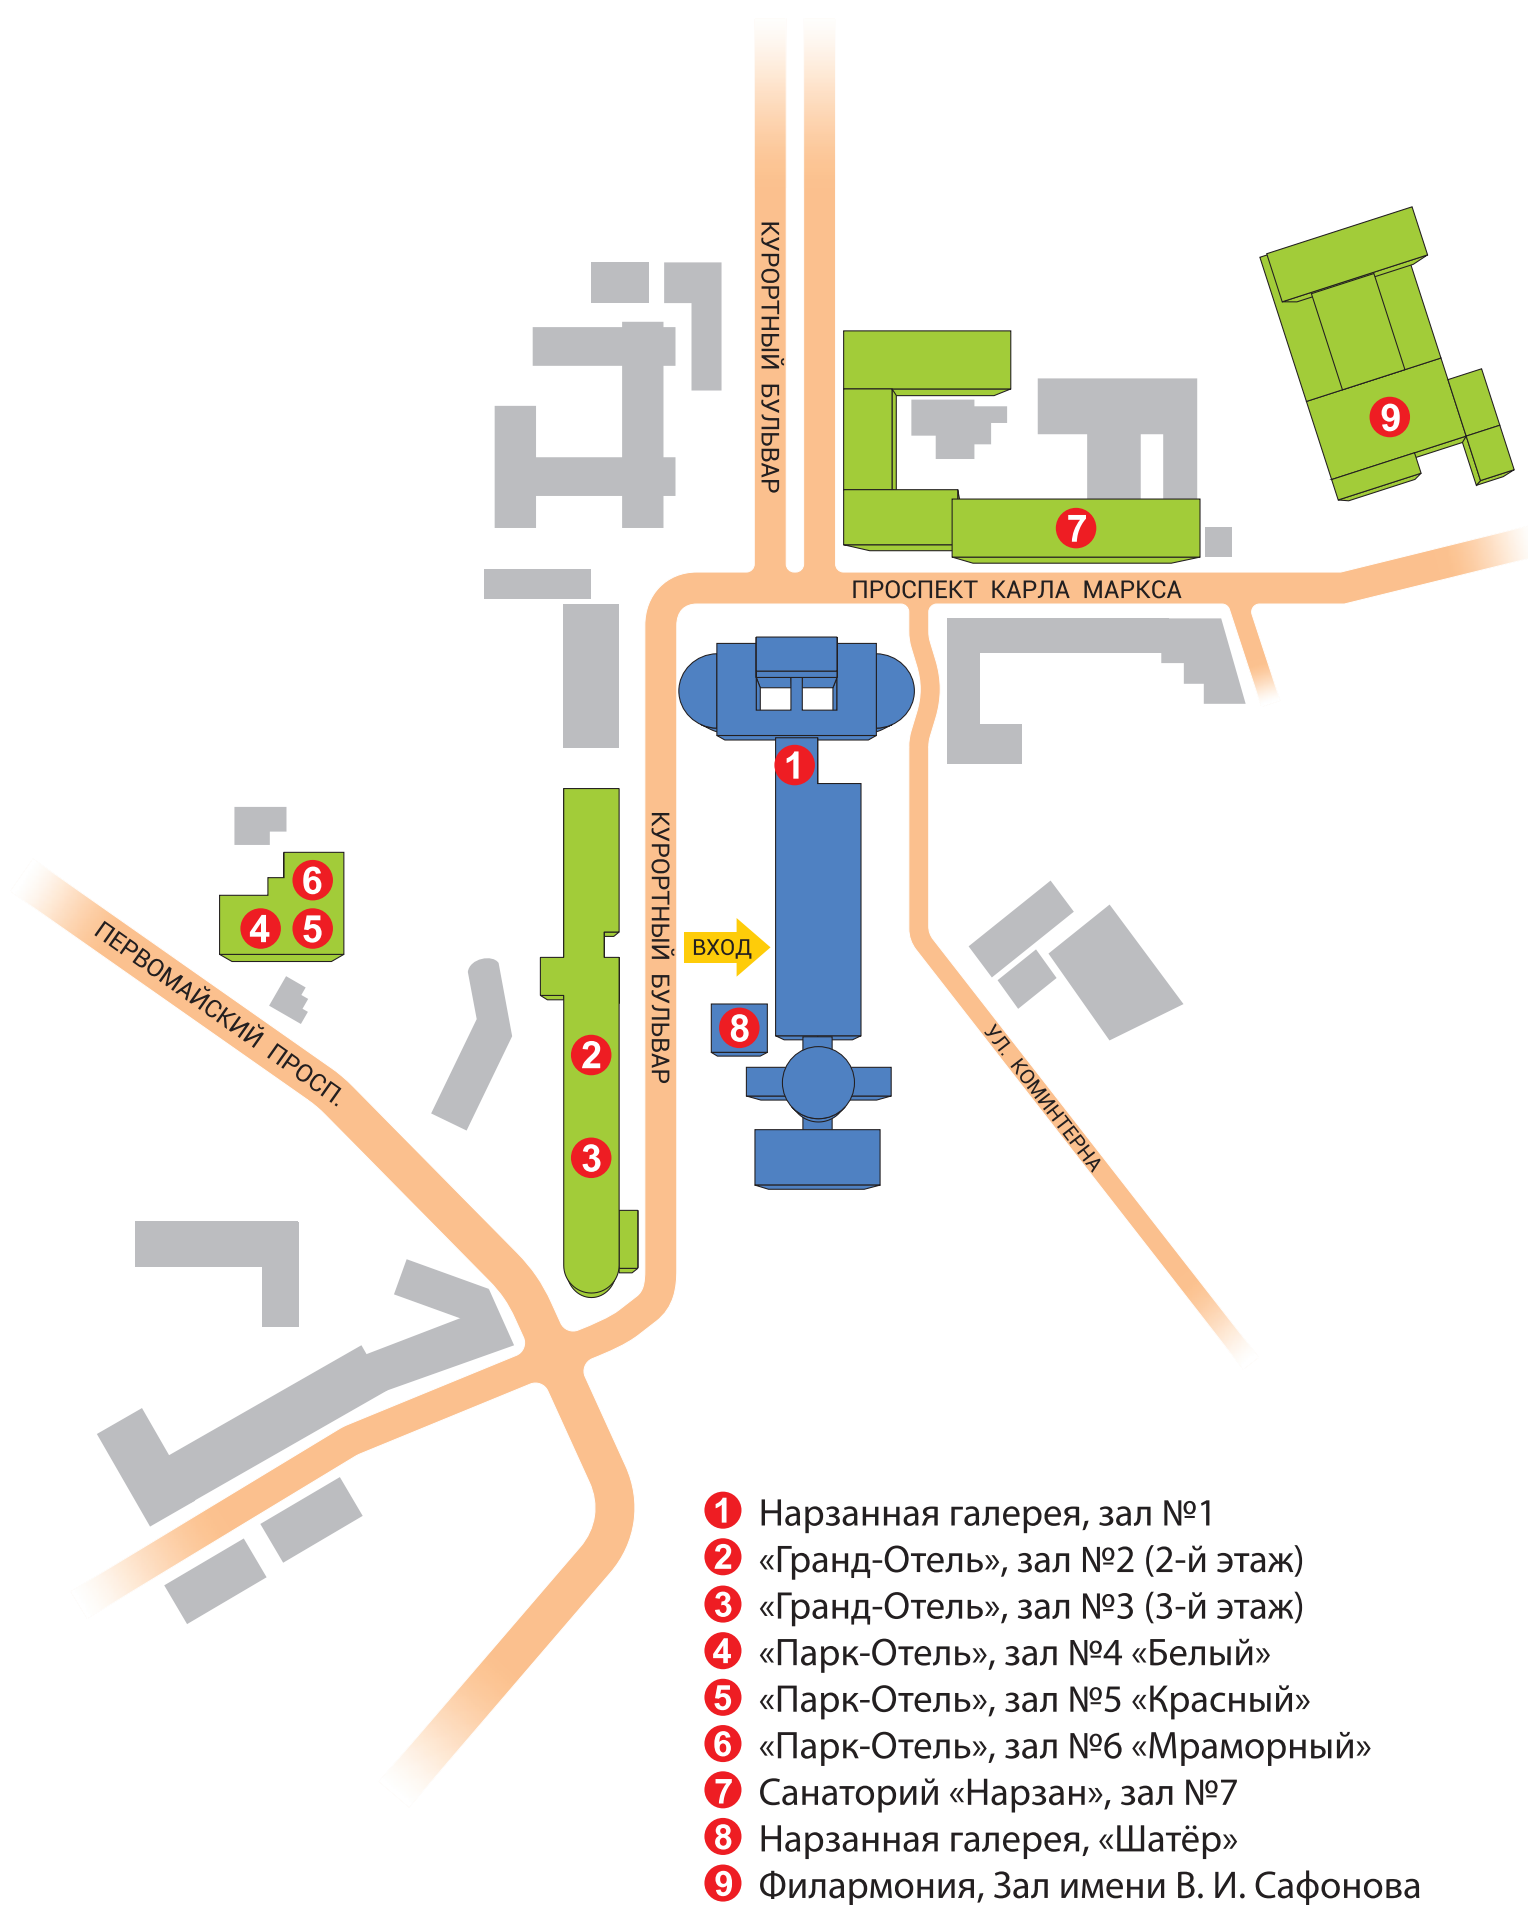 КУРОРТНЫЙ БУЛЬВАР
9
7
ПРОСПЕКТ КАРЛА МАРКСА
1
КУРОРТНЫЙ БУЛЬВАР
6
4
5
ПЕРВОМАЙСКИЙ ПРОСП.
ВХОД
8
2
УЛ. КОМИНТЕРНА
3
1 Нарзанная галерея, зал №1
2 «Гранд-Отель», зал №2 (2-й этаж)
3 «Гранд-Отель», зал №3 (3-й этаж)
4 «Парк-Отель», зал №4 «Белый»
5 «Парк-Отель», зал №5 «Красный»
6 «Парк-Отель», зал №6 «Мраморный»
7 Санаторий «Нарзан», зал №7
8 Нарзанная галерея, «Шатёр»
9 Филармония, Зал имени В. И. Сафонова